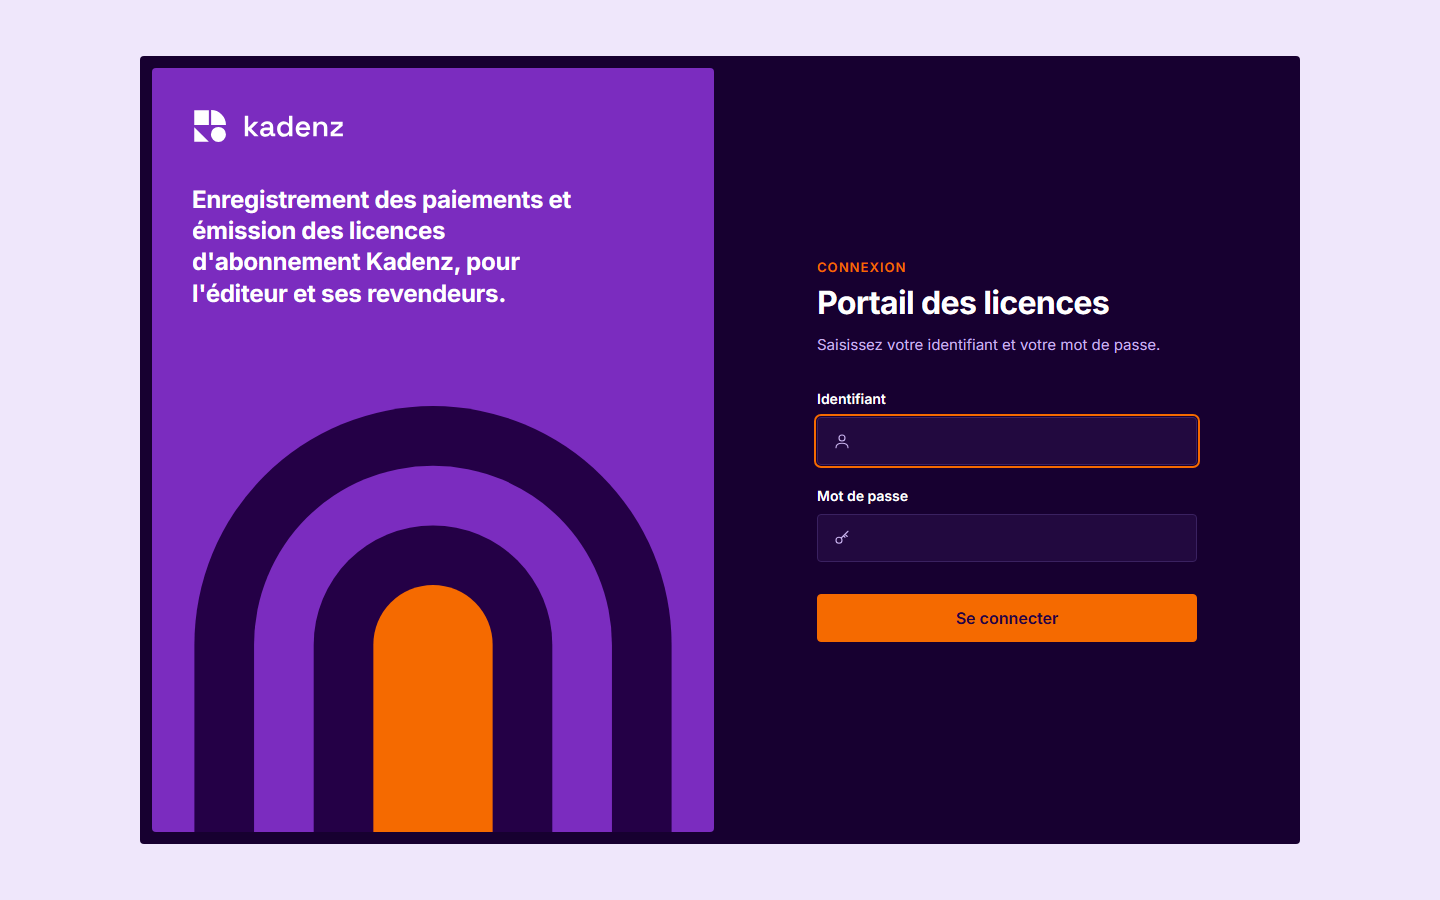 kadenz
Enregistrement des paiements et
émission des licences
d'abonnement Kadenz, pour
l'éditeur et ses revendeurs.
CONNEXION
Portail des licences
Saisissez votre identifiant et votre mot de passe.
Identifiant
Mot de passe
Se connecter